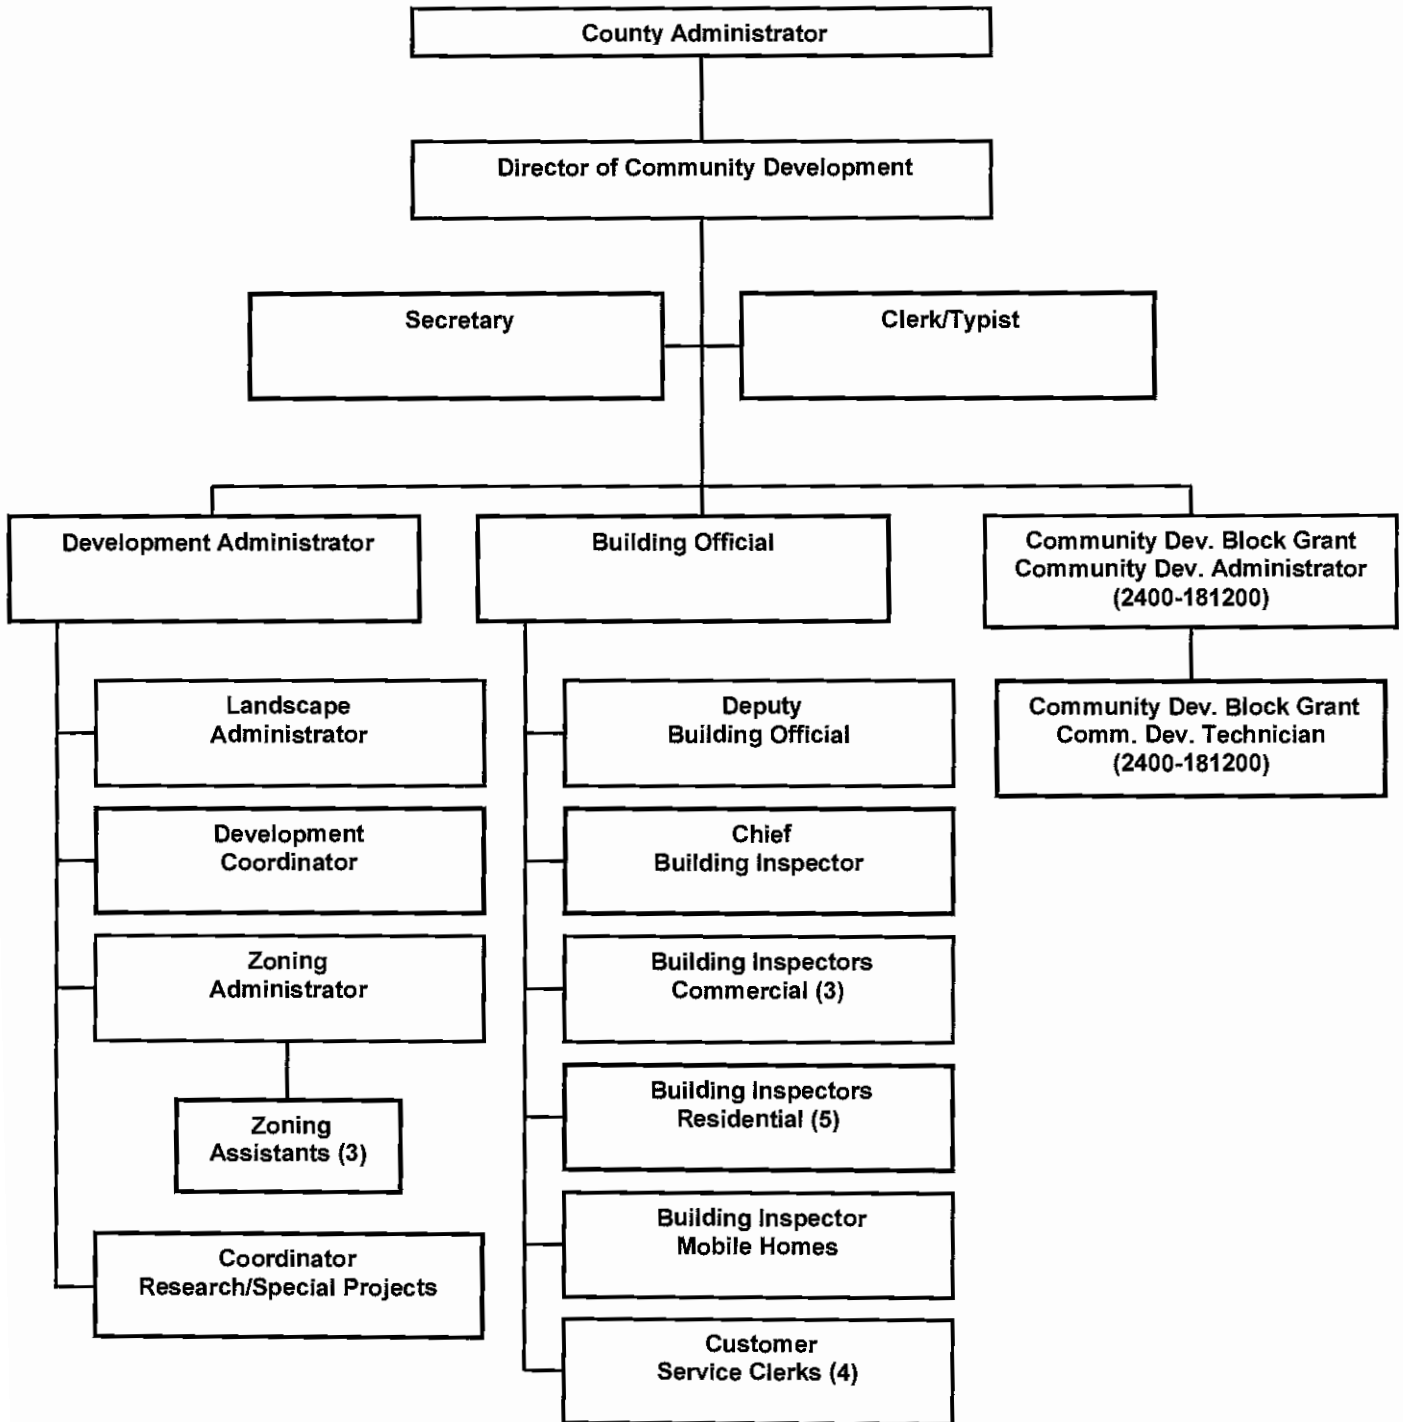 County Administrator
Director of Community Development
Secretary
Clerk/Typist
Development Administrator
Building Official
Community Dev. Block Grant
Community Dev. Administrator
(2400-181200)
Landscape
Administrator
Development
Coordinator
Zoning
Administrator
Zoning
Assistants (3)
Coordinator
Research/Special Projects
Deputy
Building Official
Chief
Building Inspector
Building Inspectors
Commercial (3)
Building Inspectors
Residential (5)
Building Inspector
Mobile Homes
Customer
Service Clerks (4)
Community Dev. Block Grant
Comm. Dev. Technician
(2400-181200)